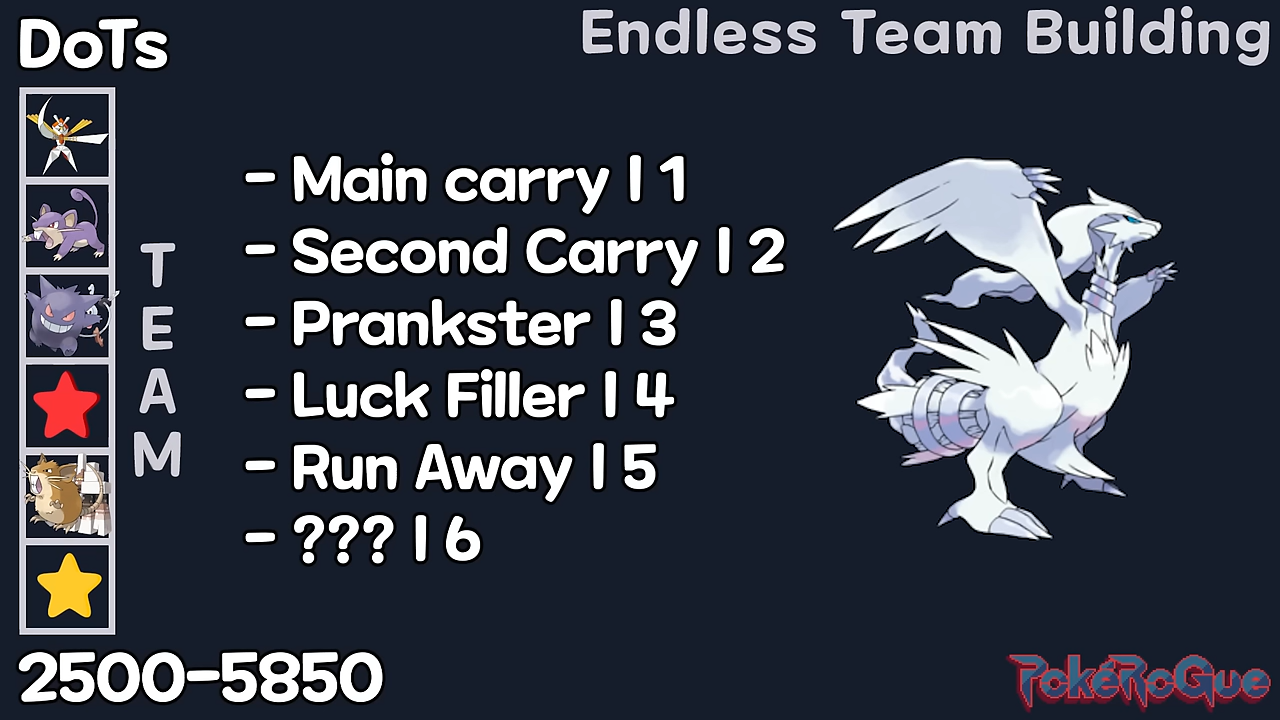 DoTs
Endless Team Building
TEAM
- Main carry | 1
- Second Carry | 2
- Prankster | 3
- Luck Filler | 4
- Run Away | 5
- ??? | 6
2500-5850
PokéRoGue